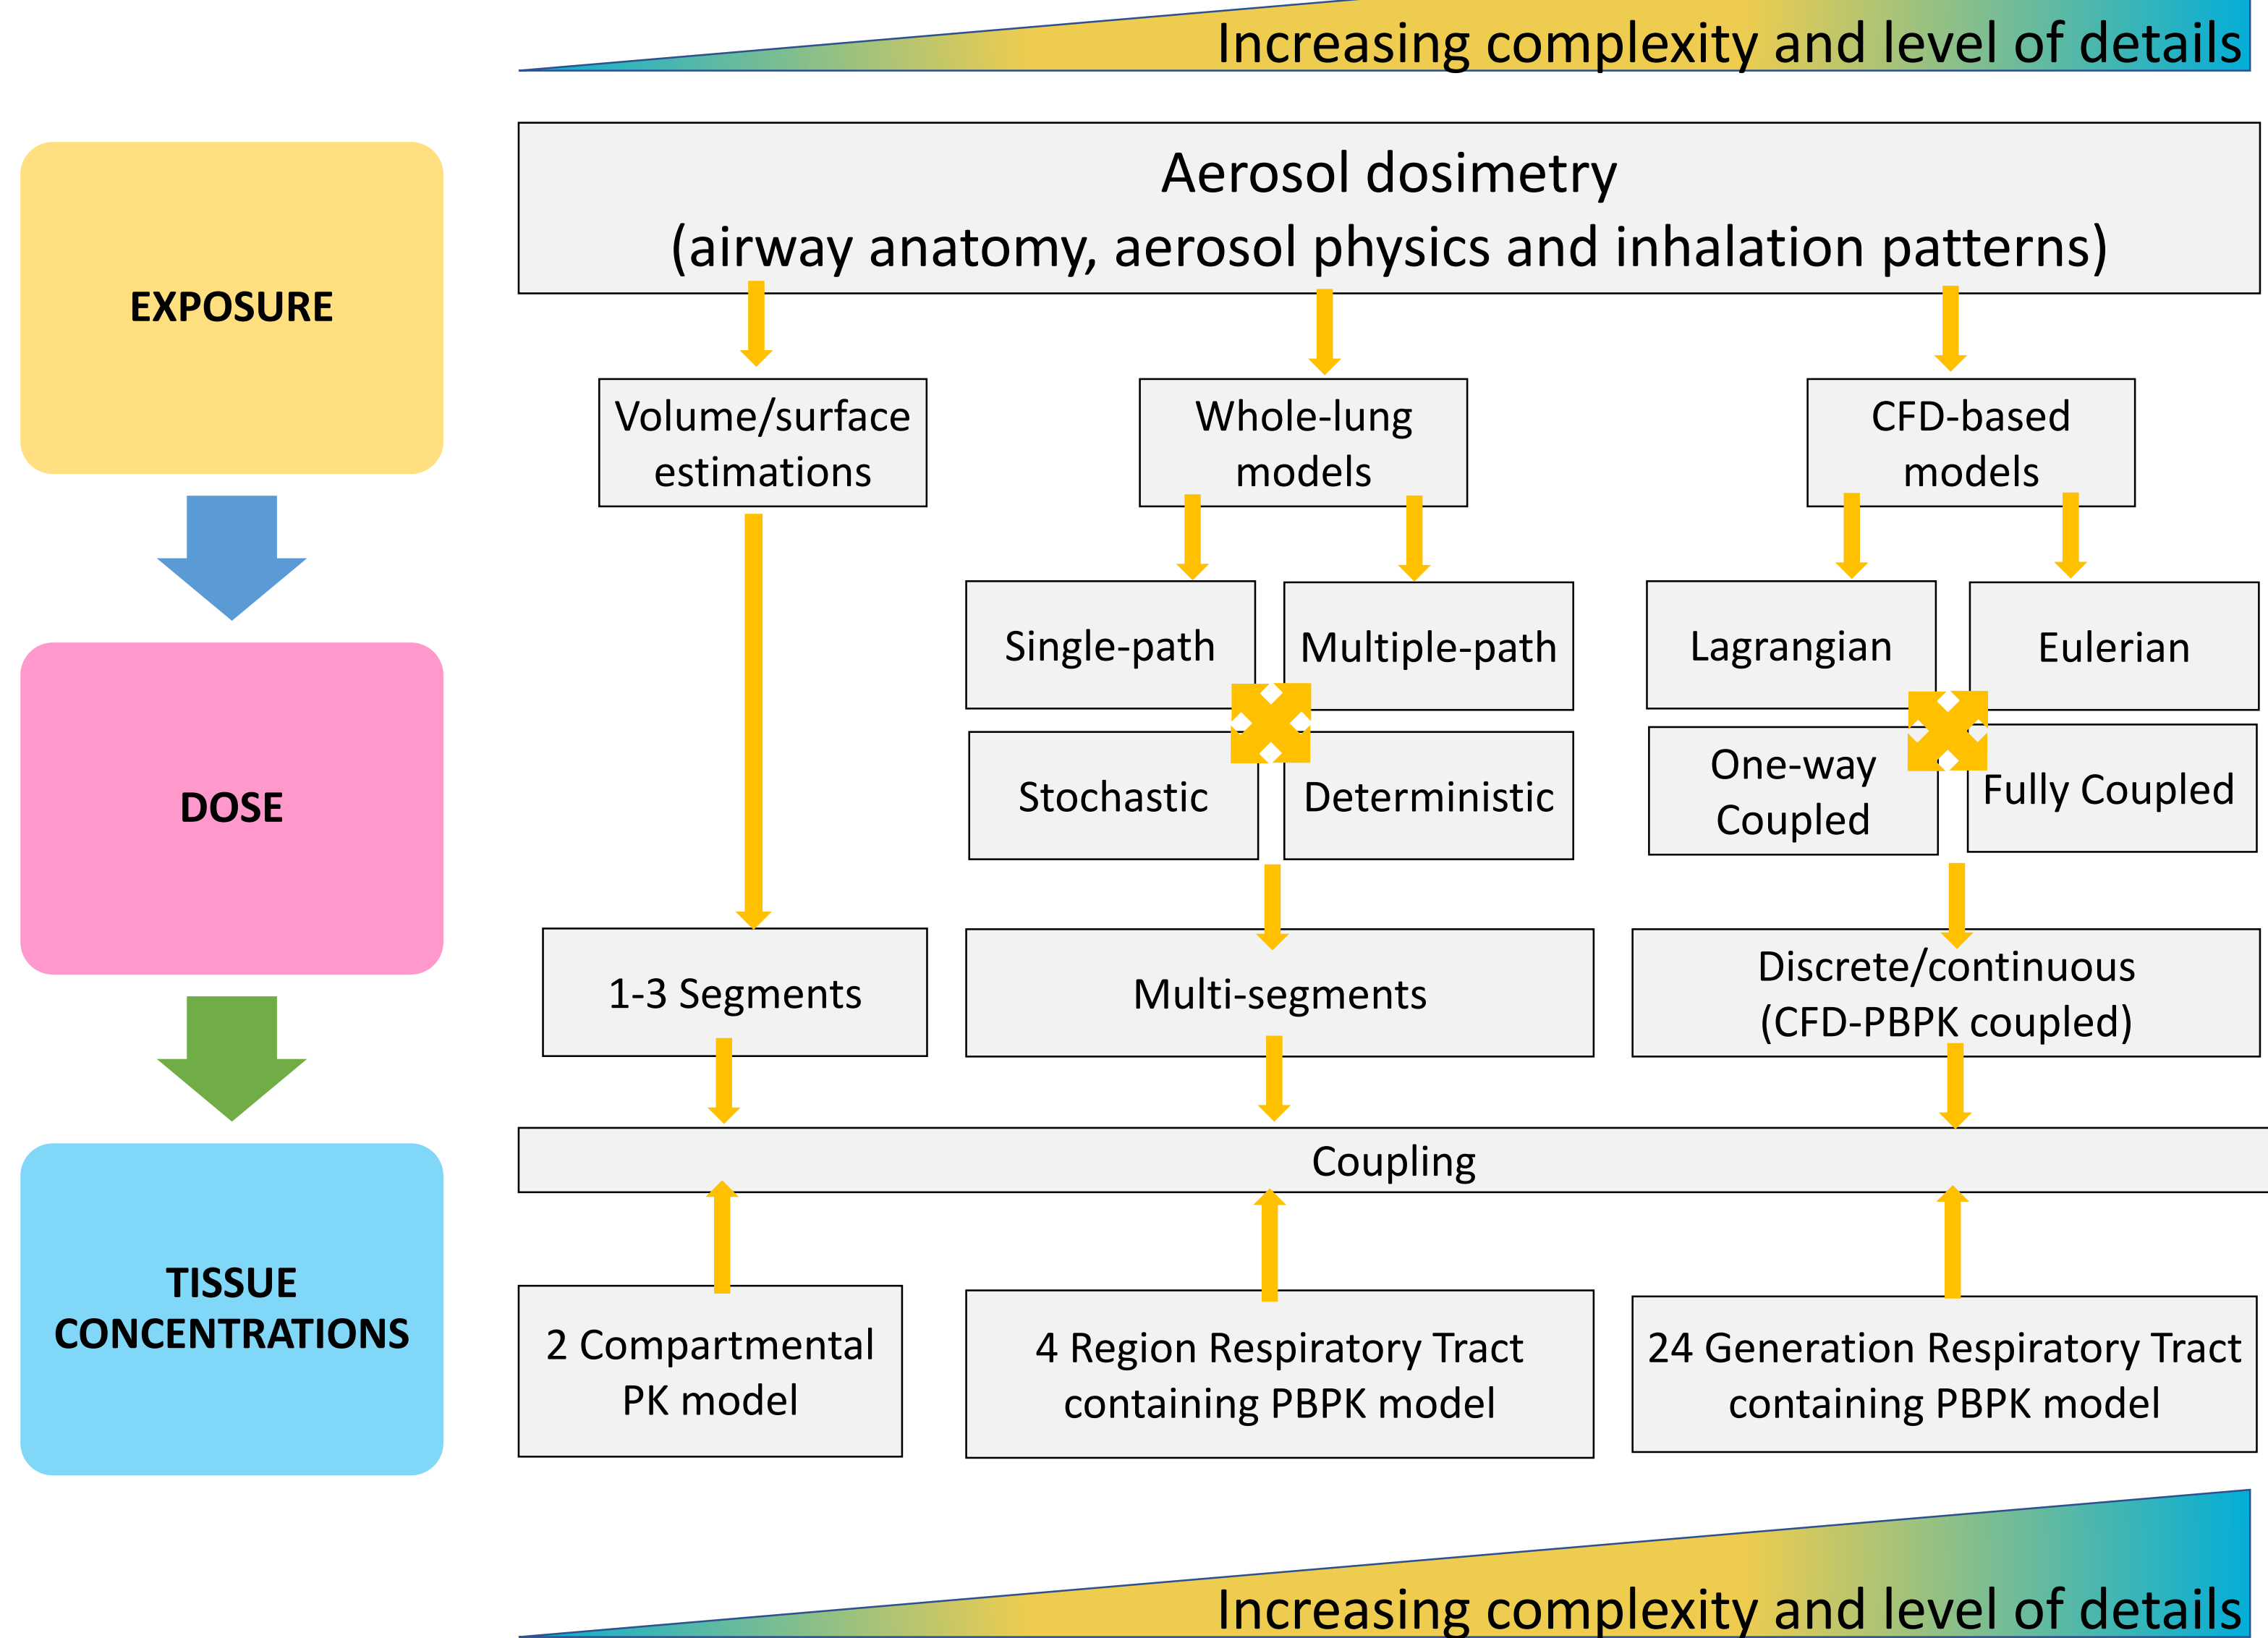 Increasing complexity and level of details
Aerosol dosimetry
(airway anatomy, aerosol physics and inhalation patterns)
EXPOSURE
Volume/surface
estimations
Whole-lung
models
CFD-based
models
Single-path
Multiple-path
Lagrangian
Eulerian
DOSE
Stochastic
Deterministic
One-way
Coupled
Fully Coupled
1-3 Segments
Multi-segments
Discrete/continuous
(CFD-PBPK coupled)
Coupling
TISSUE
CONCENTRATIONS
2 Compartmental
PK model
4 Region Respiratory Tract
containing PBPK model
24 Generation Respiratory Tract
containing PBPK model
Increasing complexity and level of details